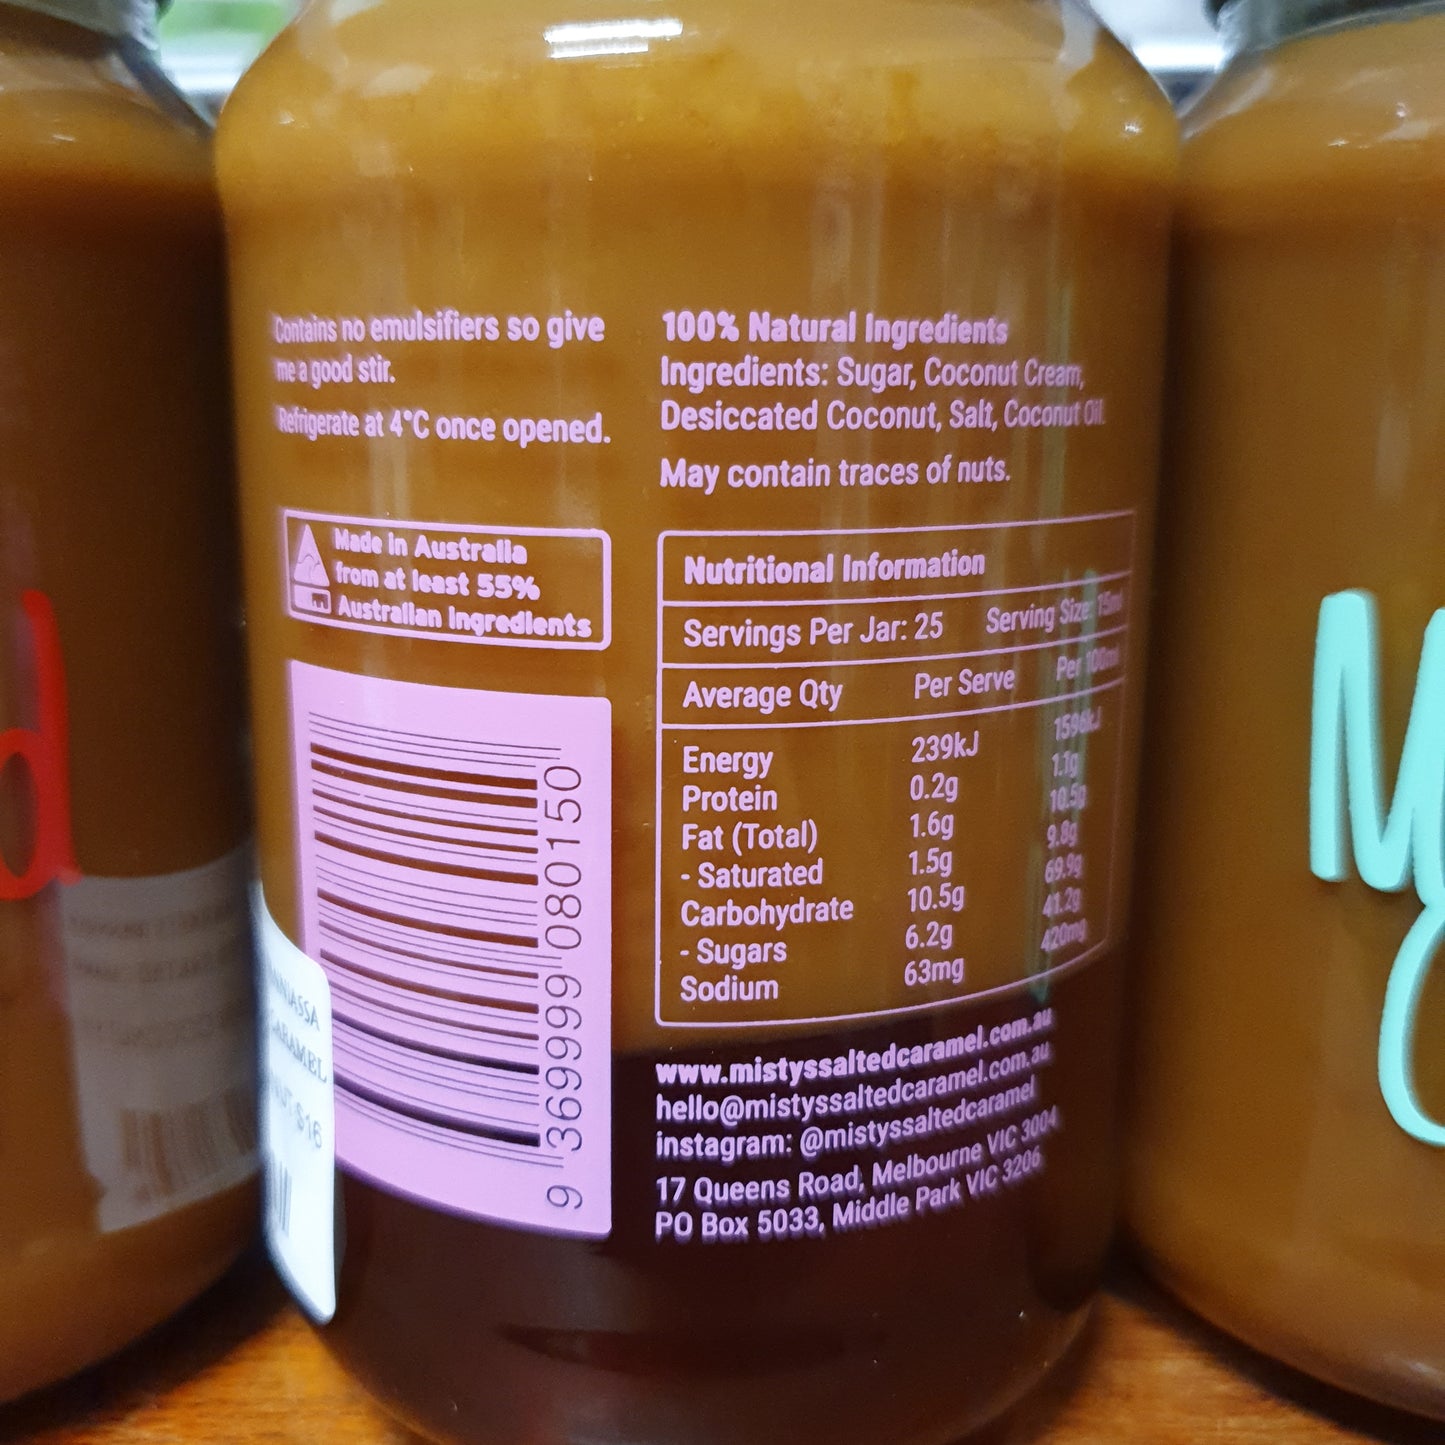 Contains no emulsifiers so give
me a good stir.
Refrigerate at 4°C once opened.
Made in Australia
from at least 55%
Australian ingredients
9 369999 080150
100% Natural Ingredients
Ingredients: Sugar, Coconut Cream,
Desiccated Coconut, Salt, Coconut Oil.
May contain traces of nuts.
Nutritional Information
Servings Per Jar: 25 Serving Size: 15ml
Average Qty Per Serve Per 100ml
Energy 239kJ 1596kJ
Protein 0.2g 1.1g
Fat (Total) 1.6g 10.5g
- Saturated 1.5g 9.8g
Carbohydrate 10.5g 69.9g
- Sugars 6.2g 41.2g
Sodium 63mg 420mg
www.mistyssaltedcaramel.com.au
hello@mistyssaltedcaramel.com.au
instagram: @mistyssaltedcaramel
17 Queens Road, Melbourne VIC 3004
PO Box 5033, Middle Park VIC 3206
CARAMEL
$16
d
d
M